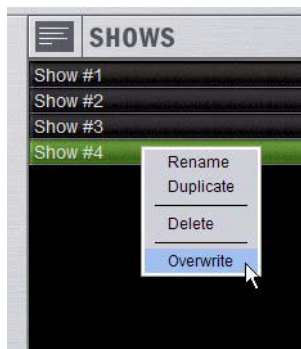 SHOWS
Show #1
Show #2
Show #3
Show #4
Rename
Duplicate
Delete
Overwrite